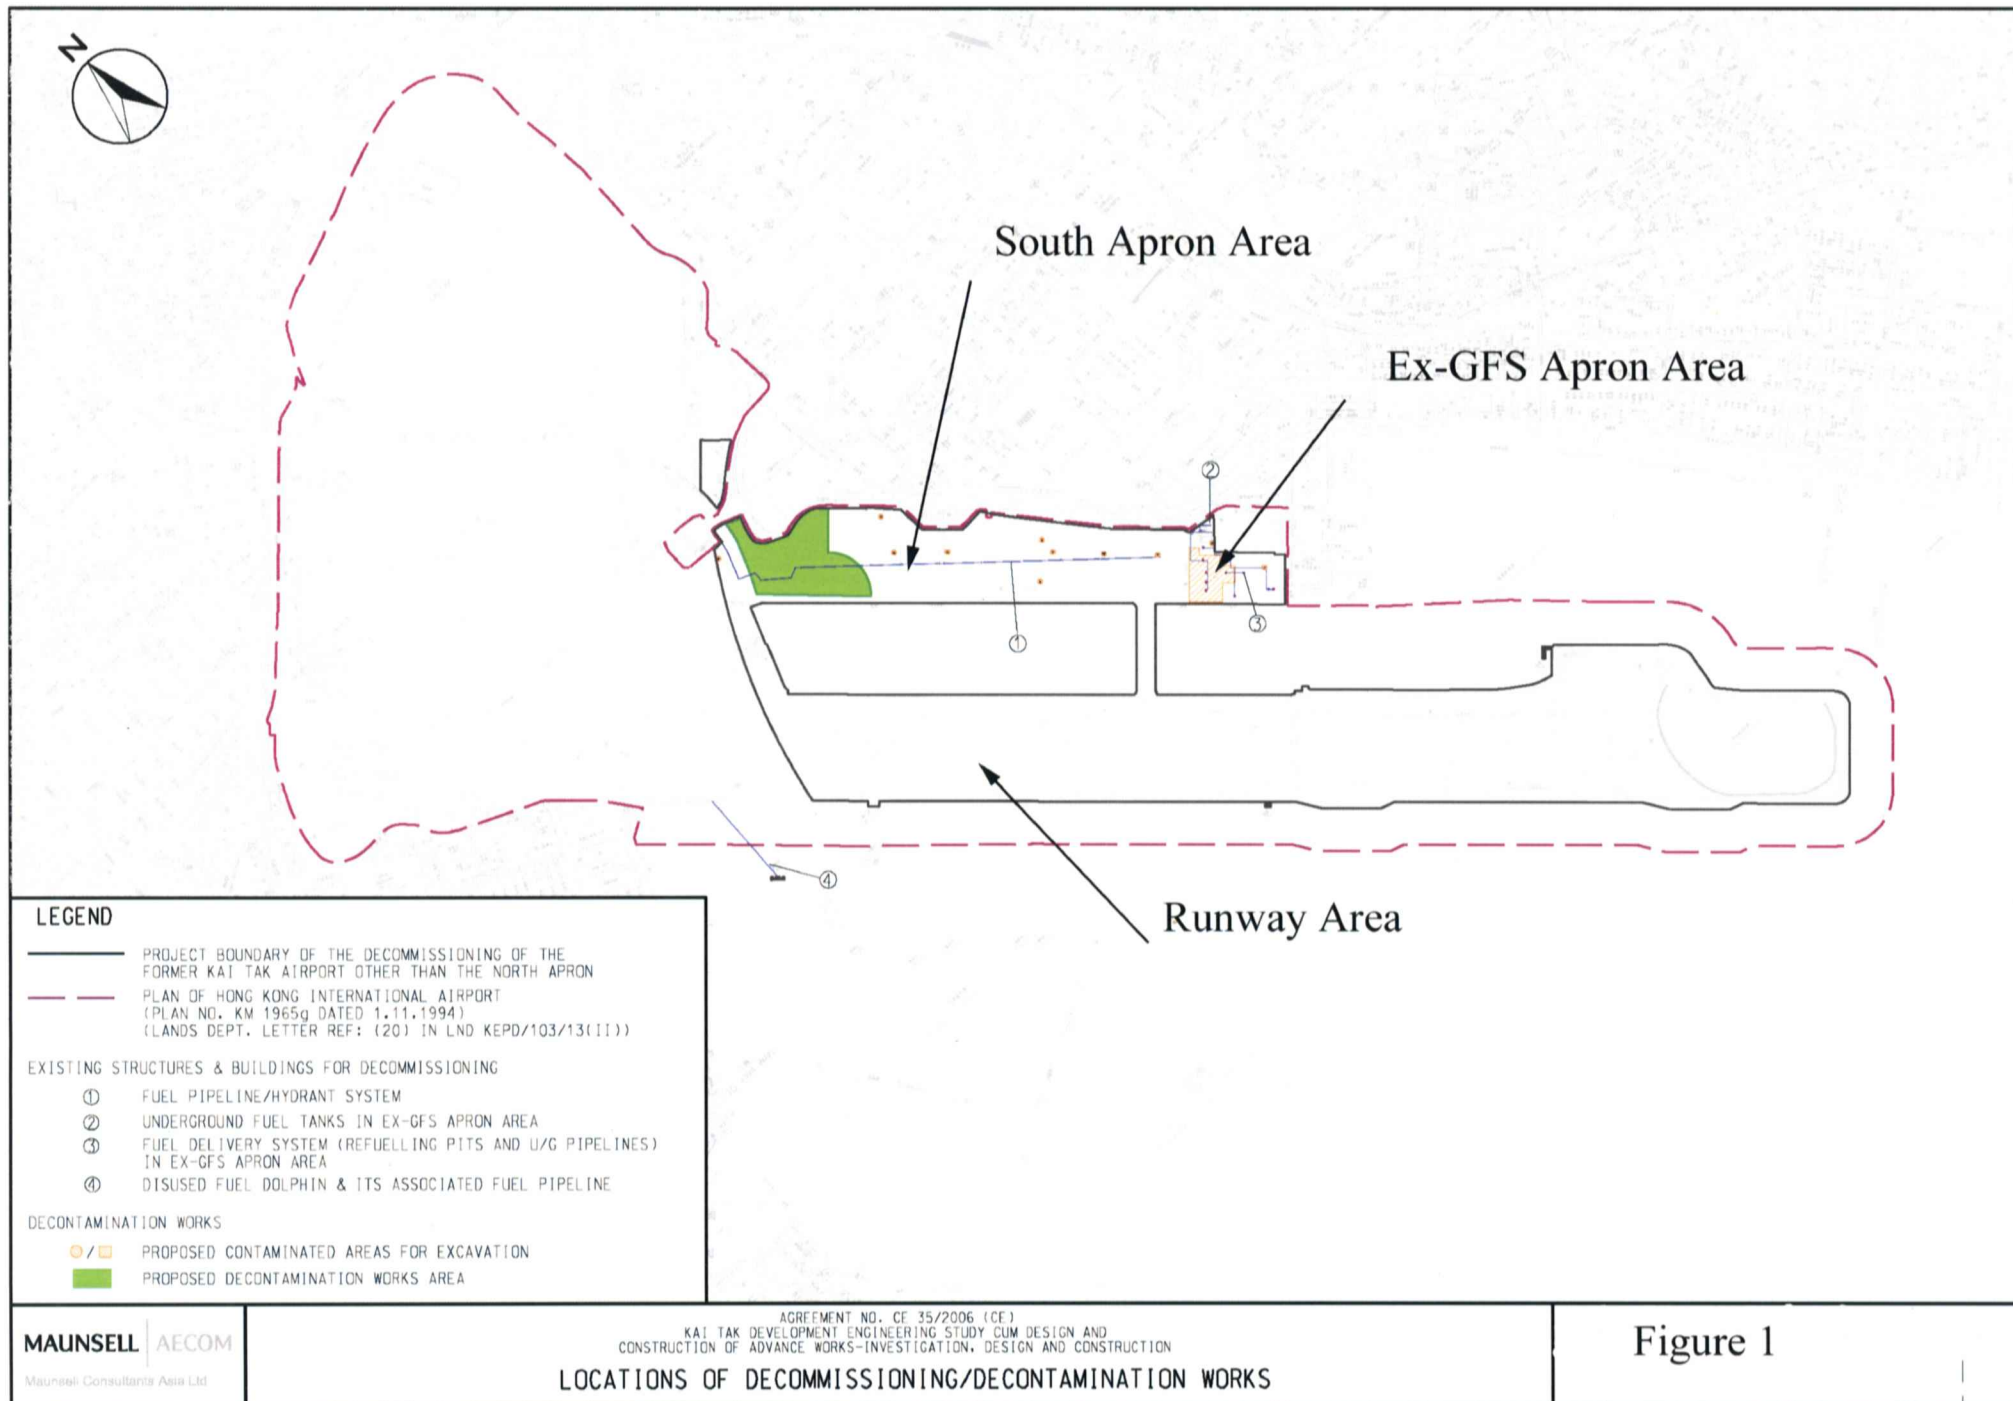 N
South Apron Area
Ex-GFS Apron Area
②
③
①
④
Runway Area
LEGEND
PROJECT BOUNDARY OF THE DECOMMISSIONING OF THE
FORMER KAI TAK AIRPORT OTHER THAN THE NORTH APRON
PLAN OF HONG KONG INTERNATIONAL AIRPORT
(PLAN NO. KM 1965g DATED 1.11.1994)
(LANDS DEPT. LETTER REF: (20) IN LND KEPD/103/13(II))
EXISTING STRUCTURES & BUILDINGS FOR DECOMMISSIONING
① FUEL PIPELINE/HYDRANT SYSTEM
② UNDERGROUND FUEL TANKS IN EX-GFS APRON AREA
③ FUEL DELIVERY SYSTEM (REFUELLING PITS AND U/G PIPELINES)
IN EX-GFS APRON AREA
④ DISUSED FUEL DOLPHIN & ITS ASSOCIATED FUEL PIPELINE
DECONTAMINATION WORKS
/ PROPOSED CONTAMINATED AREAS FOR EXCAVATION
PROPOSED DECONTAMINATION WORKS AREA
MAUNSELL | AECOM
Maunsell Consultants Asia Ltd
AGREEMENT NO. CE 35/2006 (CE)
KAI TAK DEVELOPMENT ENGINEERING STUDY CUM DESIGN AND
CONSTRUCTION OF ADVANCE WORKS-INVESTIGATION, DESIGN AND CONSTRUCTION
LOCATIONS OF DECOMMISSIONING/DECONTAMINATION WORKS
Figure 1